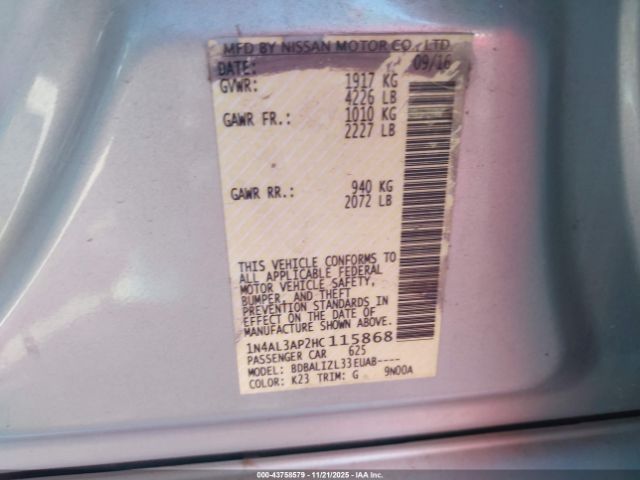 MFD BY NISSAN MOTOR CO., LTD.
DATE: 09/16
GVWR: 1917 KG
4226 LB
GAWR FR.: 1010 KG
2227 LB
GAWR RR.: 940 KG
2072 LB
THIS VEHICLE CONFORMS TO
ALL APPLICABLE FEDERAL
MOTOR VEHICLE SAFETY,
BUMPER, AND THEFT
PREVENTION STANDARDS IN
EFFECT ON THE DATE OF
MANUFACTURE SHOWN ABOVE.
1N4AL3AP2HC115868
PASSENGER CAR 625
MODEL: BDBALIZL33EUAB----
COLOR: K23 TRIM: G 9N00A
000-43758579 - 11/21/2025 - IAA, Inc.